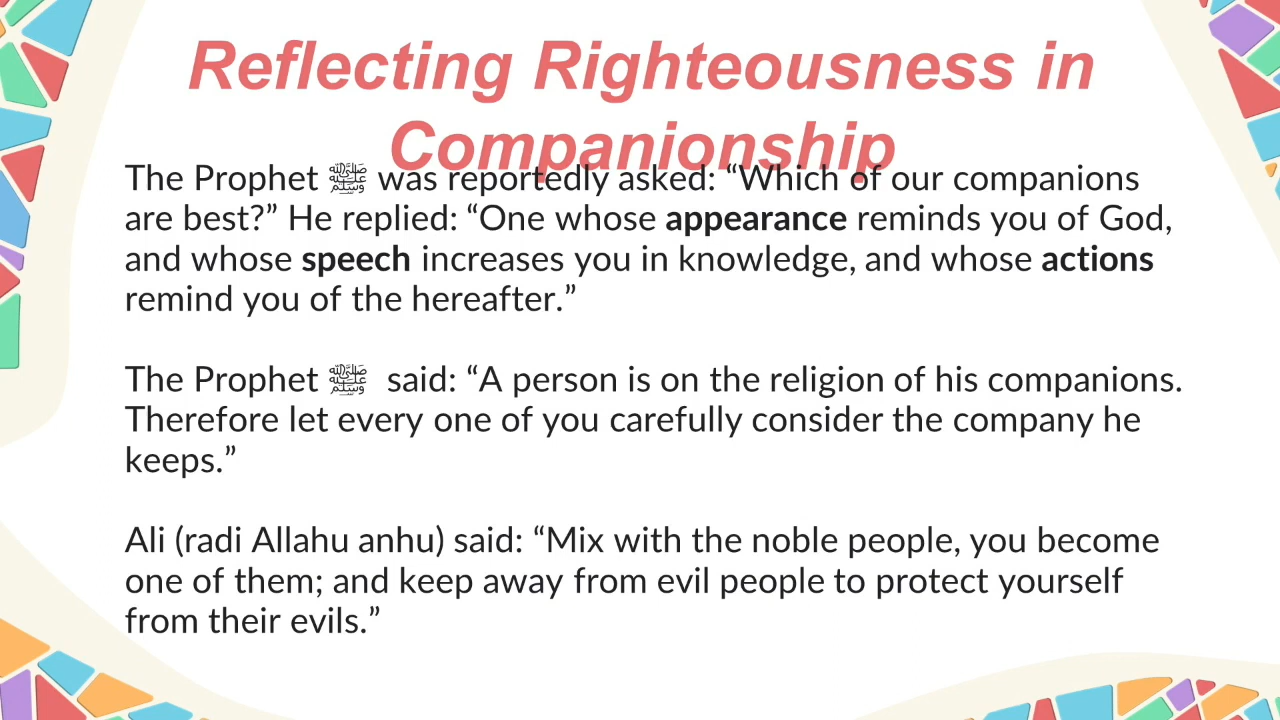 Reflecting Righteousness in
Companionship
The Prophet ﷺ was reportedly asked: “Which of our companions
are best?” He replied: “One whose appearance reminds you of God,
and whose speech increases you in knowledge, and whose actions
remind you of the hereafter.”
The Prophet ﷺ said: “A person is on the religion of his companions.
Therefore let every one of you carefully consider the company he
keeps.”
Ali (radi Allahu anhu) said: “Mix with the noble people, you become
one of them; and keep away from evil people to protect yourself
from their evils.”